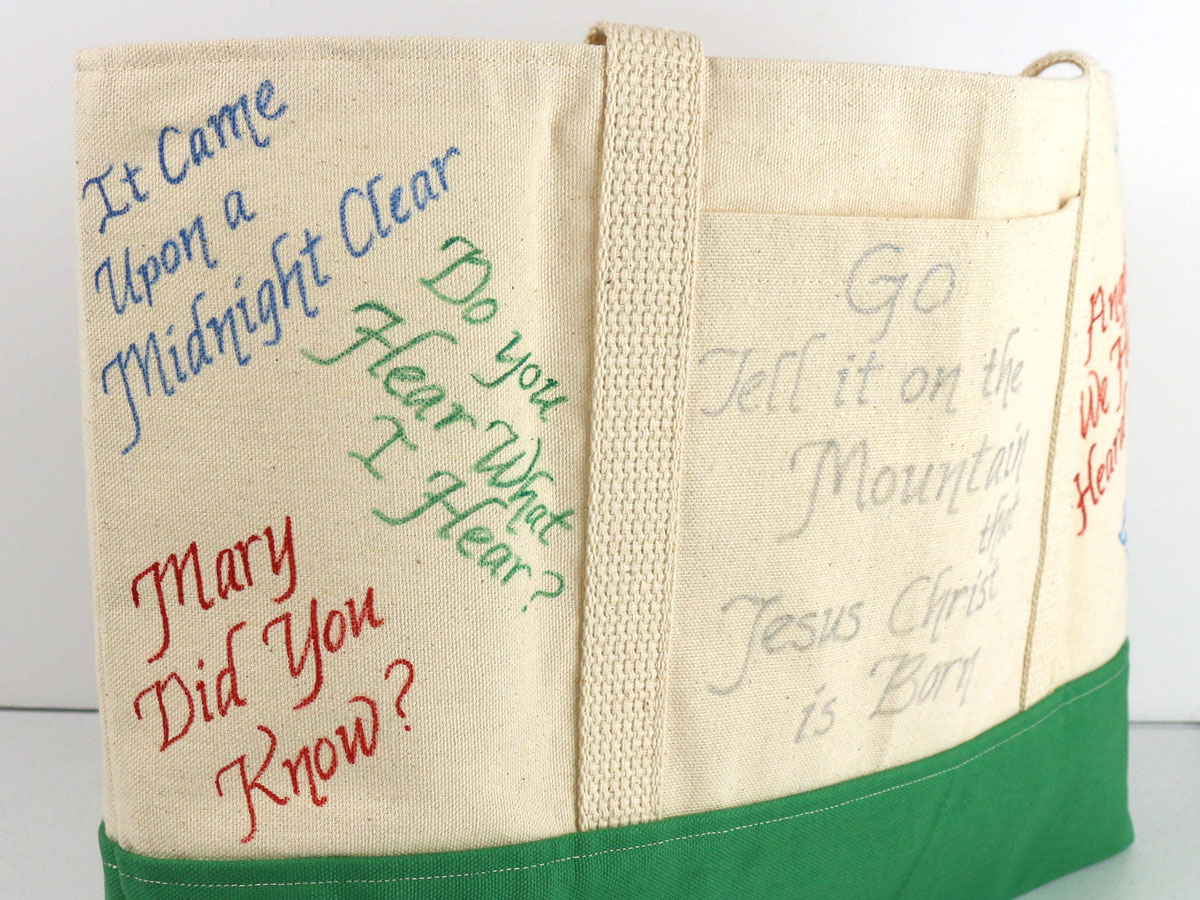 It Came
Upon a
Midnight Clear
Do you
Hear What
I Hear?
Mary
Did You
Know?
Go
Tell it on the
Mountain
that
Jesus Christ
is Born
We